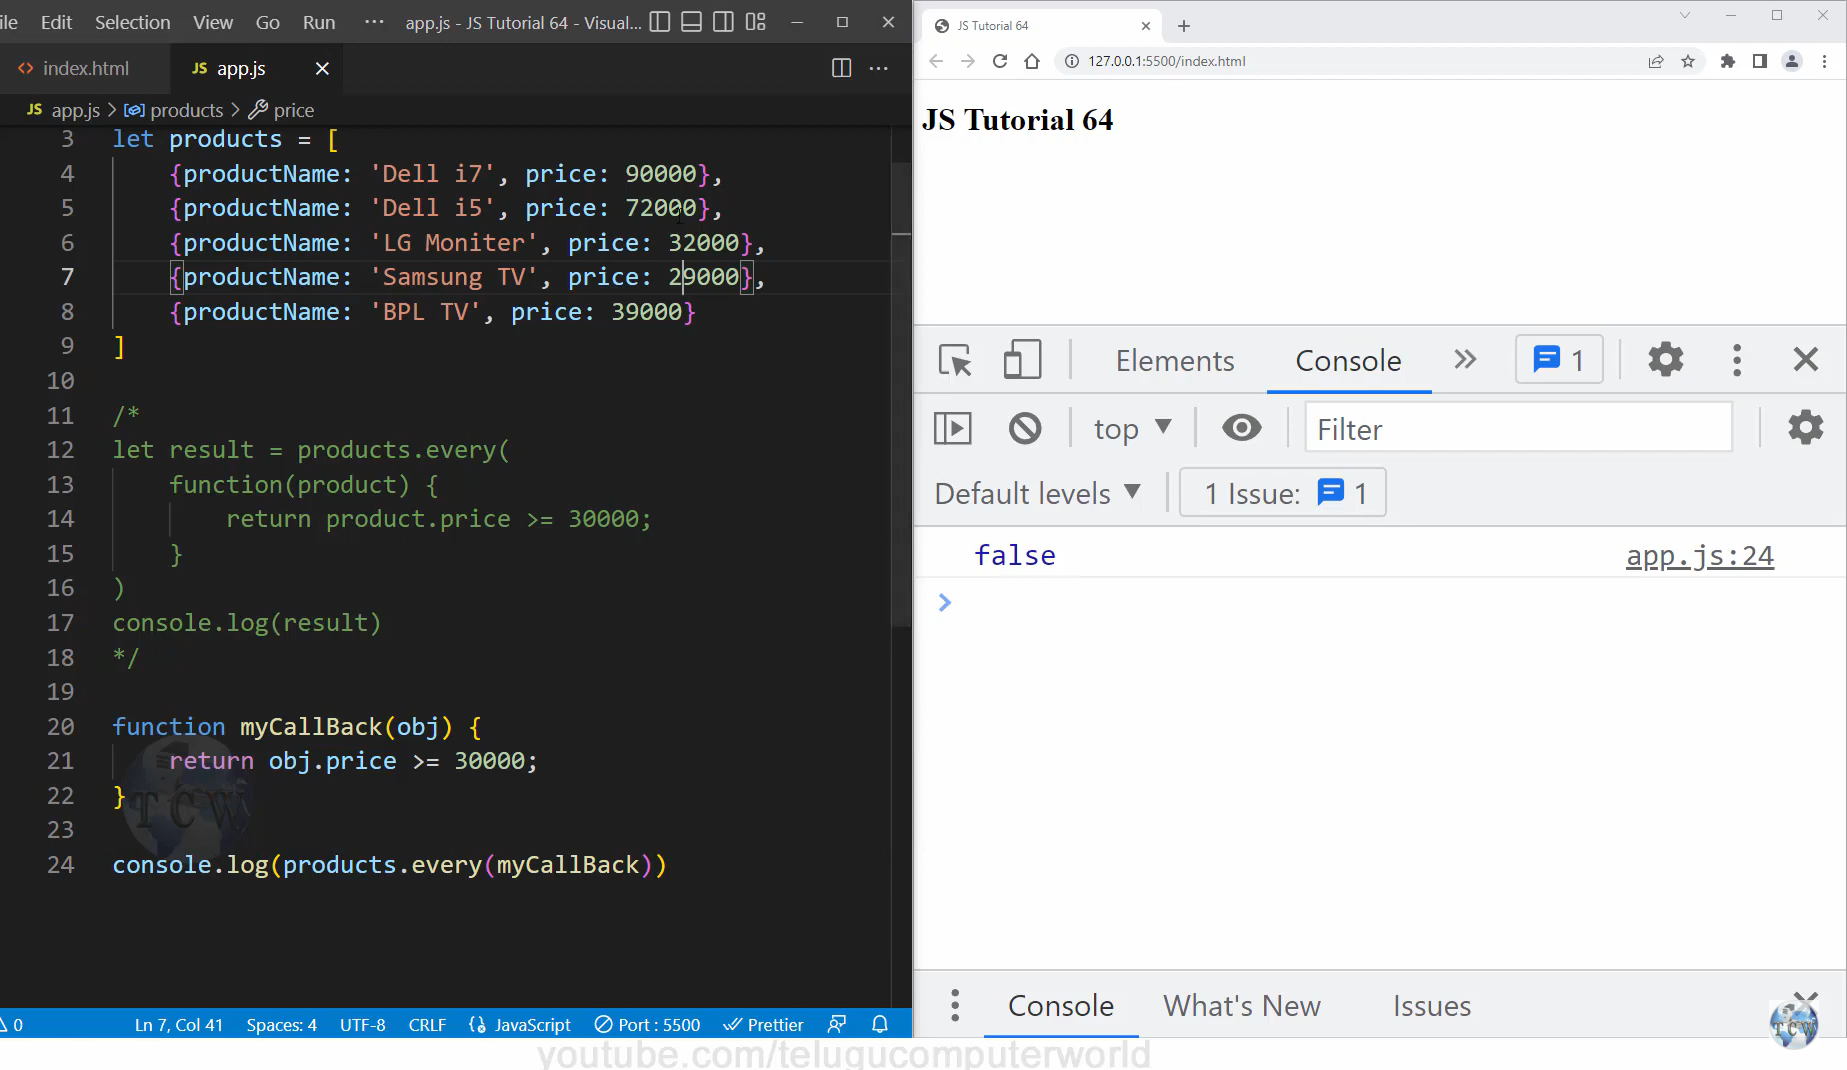 le Edit Selection View Go Run ··· app.js - JS Tutorial 64 - Visual...
index.html JS app.js
JS app.js > products > price
3 let products = [
4 {productName: 'Dell i7', price: 90000},
5 {productName: 'Dell i5', price: 72000},
6 {productName: 'LG Moniter', price: 32000},
7 {productName: 'Samsung TV', price: 29000},
8 {productName: 'BPL TV', price: 39000}
9 ]
10
11 /*
12 let result = products.every(
13 function(product) {
14 return product.price >= 30000;
15 }
16 )
17 console.log(result)
18 */
19
20 function myCallBack(obj) {
21 return obj.price >= 30000;
22 }
23
24 console.log(products.every(myCallBack))
TCW
0 Ln 7, Col 41 Spaces: 4 UTF-8 CRLF JavaScript Port : 5500 Prettier
JS Tutorial 64
127.0.0.1:5500/index.html
JS Tutorial 64
Elements Console 1
top Filter
Default levels 1 Issue: 1
false app.js:24
Console What's New Issues
TCW
youtube.com/telugucomputerworld